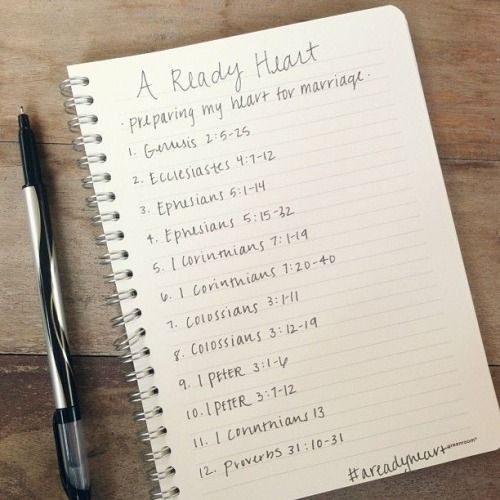 A Ready Heart
· preparing my heart for marriage ·
1. Genesis 2:5-25
2. Ecclesiastes 4:7-12
3. Ephesians 5:1-14
4. Ephesians 5:15-32
5. 1 Corinthians 7:1-19
6. 1 Corinthians 7:20-40
7. Colossians 3:1-11
8. Colossians 3:12-19
9. 1 Peter 3:1-6
10. 1 Peter 3:7-12
11. 1 Corinthians 13
12. Proverbs 31:10-31
greenroom®
#areadyheart